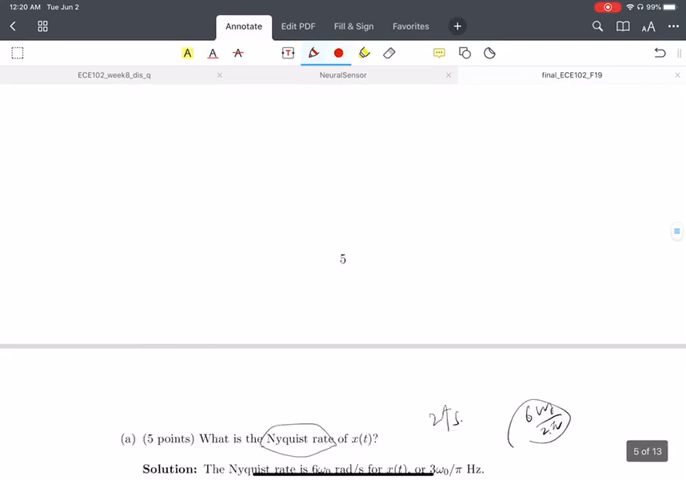 12:20 AM Tue Jun 2
99%
Annotate Edit PDF Fill & Sign Favorites
A A A T AA
ECE102_week8_dis_q × NeuralSensor × final_ECE102_F19 ×
5
(a) (5 points) What is the Nyquist rate of x(t)?
6ω₀
2π
5 of 13
Solution: The Nyquist rate is 6ω₀ rad/s for x(t), or 3ω₀/π Hz.